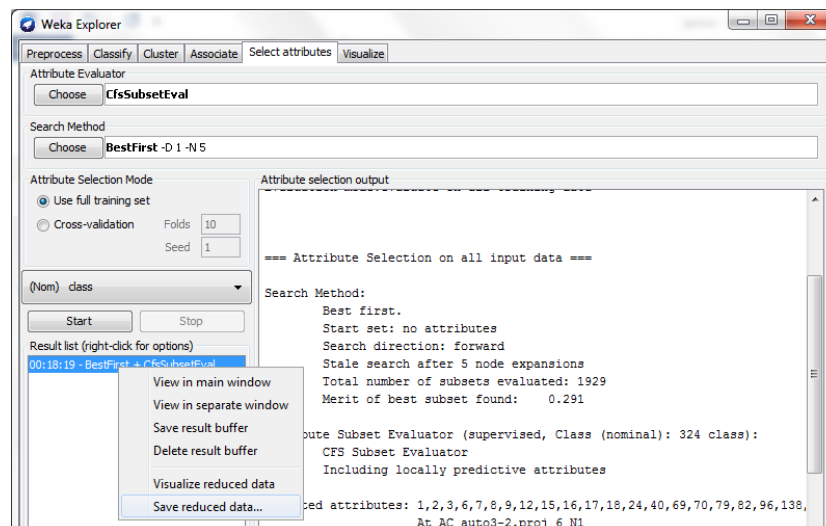 Weka Explorer
Preprocess Classify Cluster Associate Select attributes Visualize
Attribute Evaluator
Choose CfsSubsetEval
Search Method
Choose BestFirst -D 1 -N 5
Attribute Selection Mode
Use full training set
Cross-validation Folds 10
Seed 1
(Nom) class
Start Stop
Result list (right-click for options)
00:18:19 - BestFirst + CfsSubsetEval
View in main window
View in separate window
Save result buffer
Delete result buffer
Visualize reduced data
Save reduced data...
Attribute selection output
=== Attribute Selection on all input data ===
Search Method:
Best first.
Start set: no attributes
Search direction: forward
Stale search after 5 node expansions
Total number of subsets evaluated: 1929
Merit of best subset found: 0.291
ute Subset Evaluator (supervised, Class (nominal): 324 class):
CFS Subset Evaluator
Including locally predictive attributes
ted attributes: 1,2,3,6,7,8,9,12,15,16,17,18,24,40,69,70,79,82,96,138,